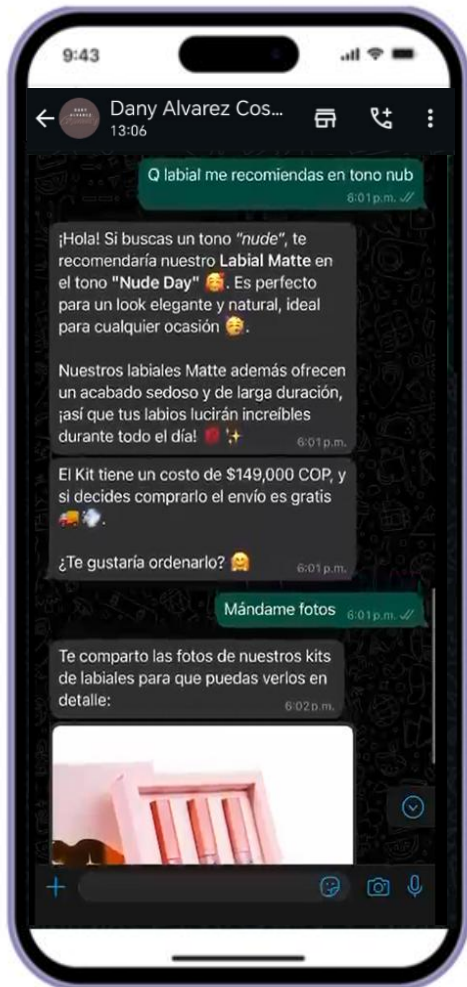 9:43
Dany Alvarez Cos...
13:06
Q labial me recomiendas en tono nub
6:01 p.m.
¡Hola! Si buscas un tono "nude", te
recomendaría nuestro Labial Matte en
el tono "Nude Day" 🥰. Es perfecto
para un look elegante y natural, ideal
para cualquier ocasión 🥳.
Nuestros labiales Matte además ofrecen
un acabado sedoso y de larga duración,
¡así que tus labios lucirán increíbles
durante todo el día! 💄✨
6:01 p.m.
El Kit tiene un costo de $149,000 COP, y
si decides comprarlo el envío es gratis
🚚💨.
¿Te gustaría ordenarlo? 🤗
6:01 p.m.
Mándame fotos
6:01 p.m.
Te comparto las fotos de nuestros kits
de labiales para que puedas verlos en
detalle:
6:02 p.m.